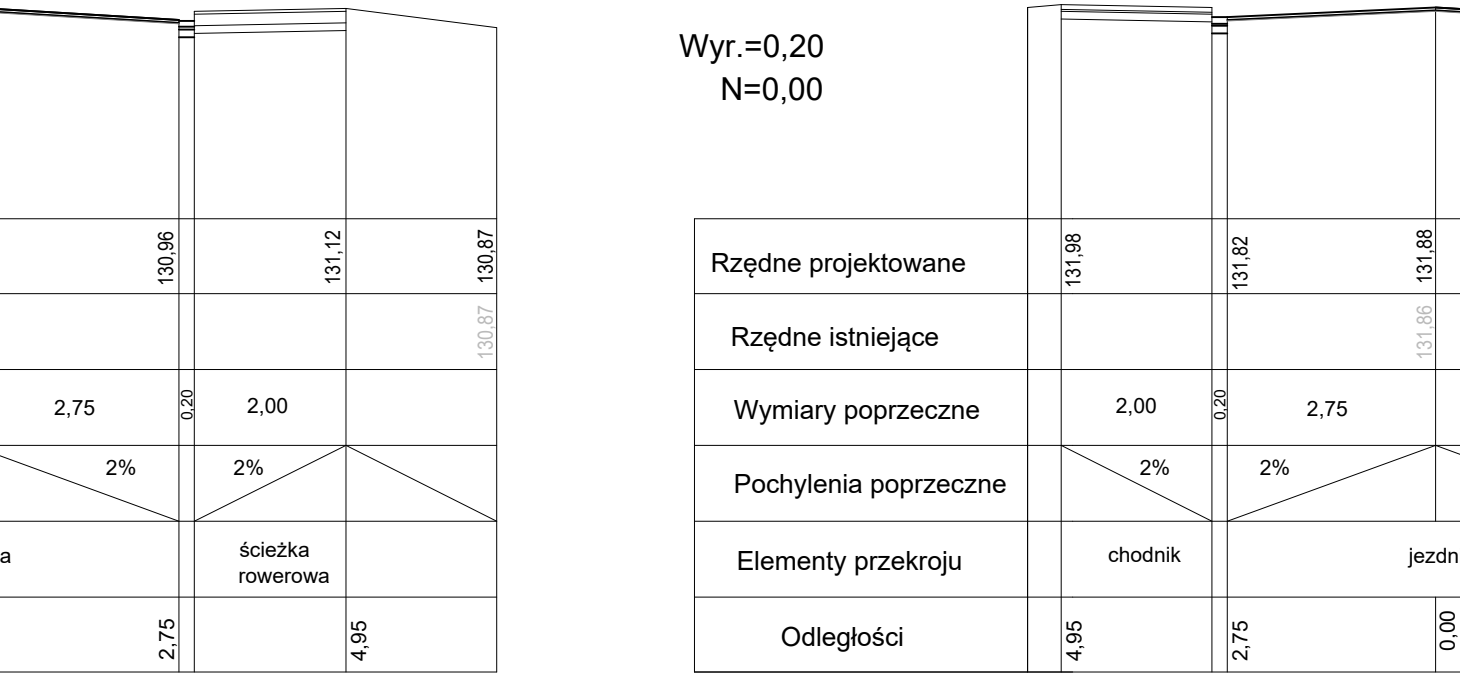 Wyr.=0,20
N=0,00
130,96
131,12
130,87
130,87
2,75
0,20
2,00
2%
2%
a
ścieżka
rowerowa
2,75
4,95
Rzędne projektowane
131,98
131,82
131,88
Rzędne istniejące
131,86
Wymiary poprzeczne
2,00
0,20
2,75
Pochylenia poprzeczne
2%
2%
Elementy przekroju
chodnik
jezdn
Odległości
4,95
2,75
0,00